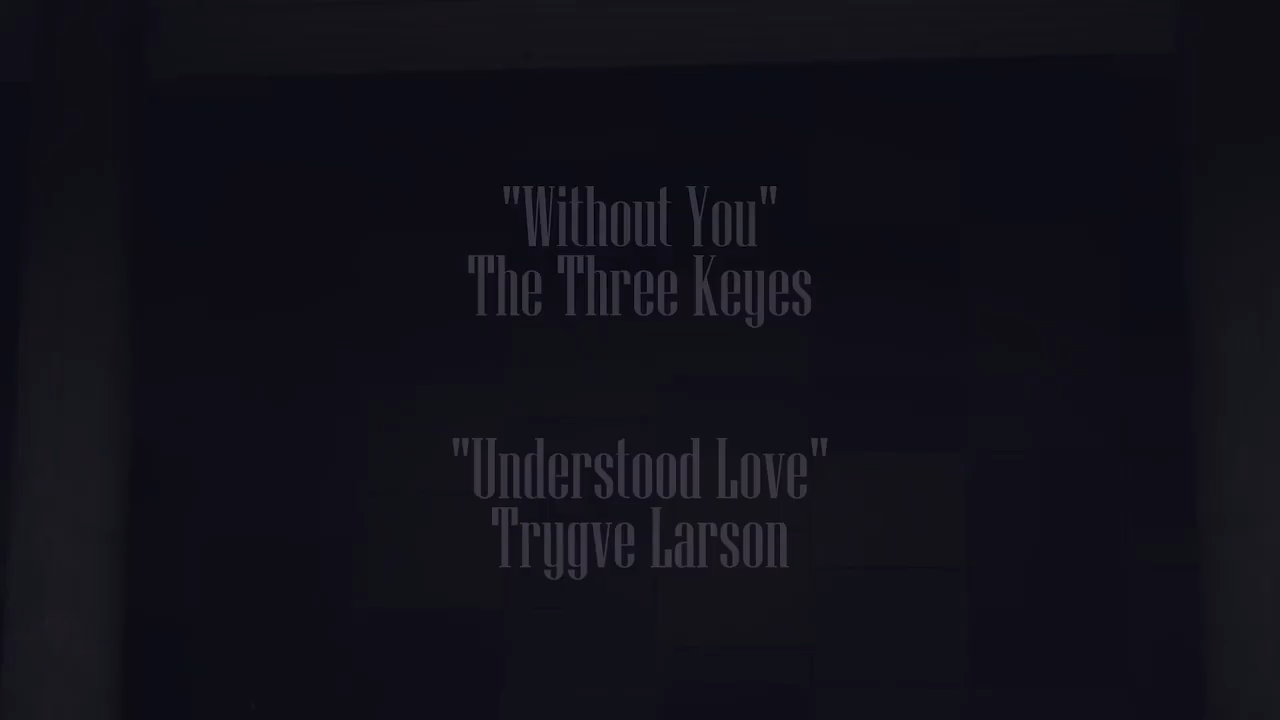 "Without You"
The Three Keyes
"Understood Love"
Trygve Larson